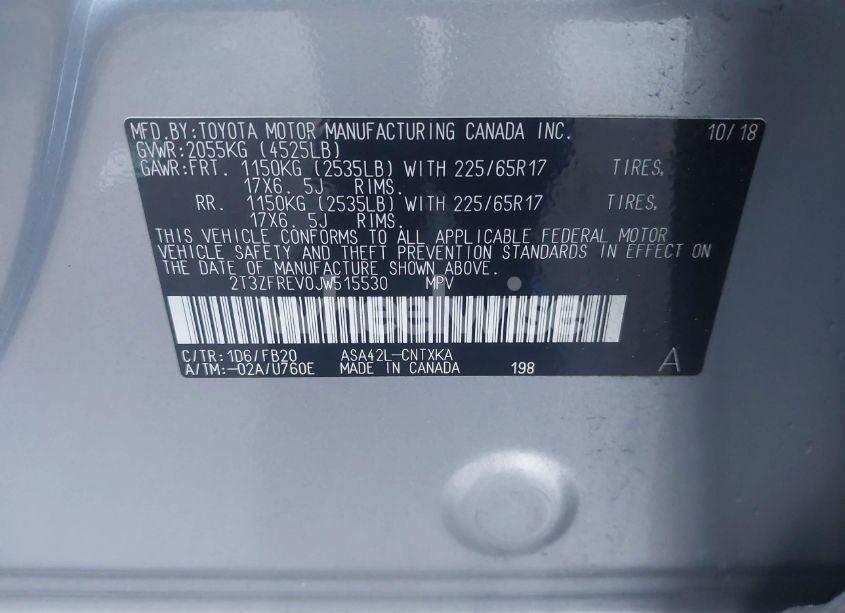 MFD.BY:TOYOTA MOTOR MANUFACTURING CANADA INC. 10/18
GVWR:2055KG (4525LB)
GAWR:FRT. 1150KG (2535LB) WITH 225/65R17 TIRES,
17X6. 5J RIMS.
RR. 1150KG (2535LB) WITH 225/65R17 TIRES,
17X6. 5J RIMS.
THIS VEHICLE CONFORMS TO ALL APPLICABLE FEDERAL MOTOR
VEHICLE SAFETY AND THEFT PREVENTION STANDARDS IN EFFECT ON
THE DATE OF MANUFACTURE SHOWN ABOVE.
2T3ZFREV0JW515530 MPV
wheelwise
C/TR:1D6/FB20 ASA42L-CNTXKA
A/TM:-02A/U760E MADE IN CANADA 198 A